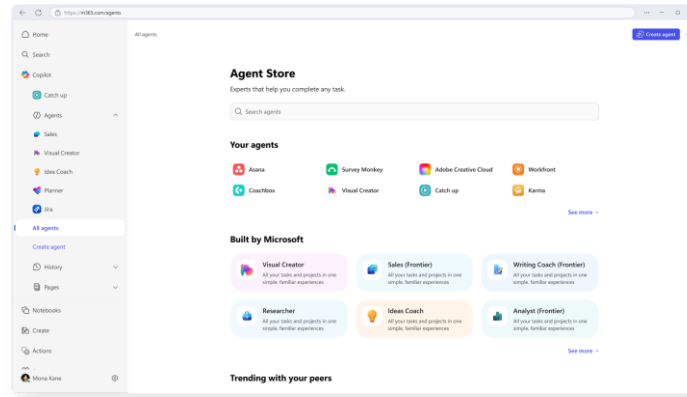 https://m365.com/agents
Home
Search
Copilot
Catch up
Agents
Sales
Visual Creator
Idea Coach
Planner
Jira
All agents
Create agent
History
Pages
Notebooks
Create
Actions
Mona Kane
All agents
Create agent
Agent Store
Experts that help you complete any task.
Search agents
Your agents
Asana
Survey Monkey
Adobe Creative Cloud
Workfront
Coachbox
Visual Creator
Catch up
Karma
See more
Built by Microsoft
Visual Creator
All your tasks and projects in one
simple, familiar experiences
Sales (Frontier)
All your tasks and projects in one
simple, familiar experiences
Writing Coach (Frontier)
All your tasks and projects in one
simple, familiar experiences
Researcher
All your tasks and projects in one
simple, familiar experiences
Ideas Coach
All your tasks and projects in one
simple, familiar experiences
Analyst (Frontier)
All your tasks and projects in one
simple, familiar experiences
See more
Trending with your peers